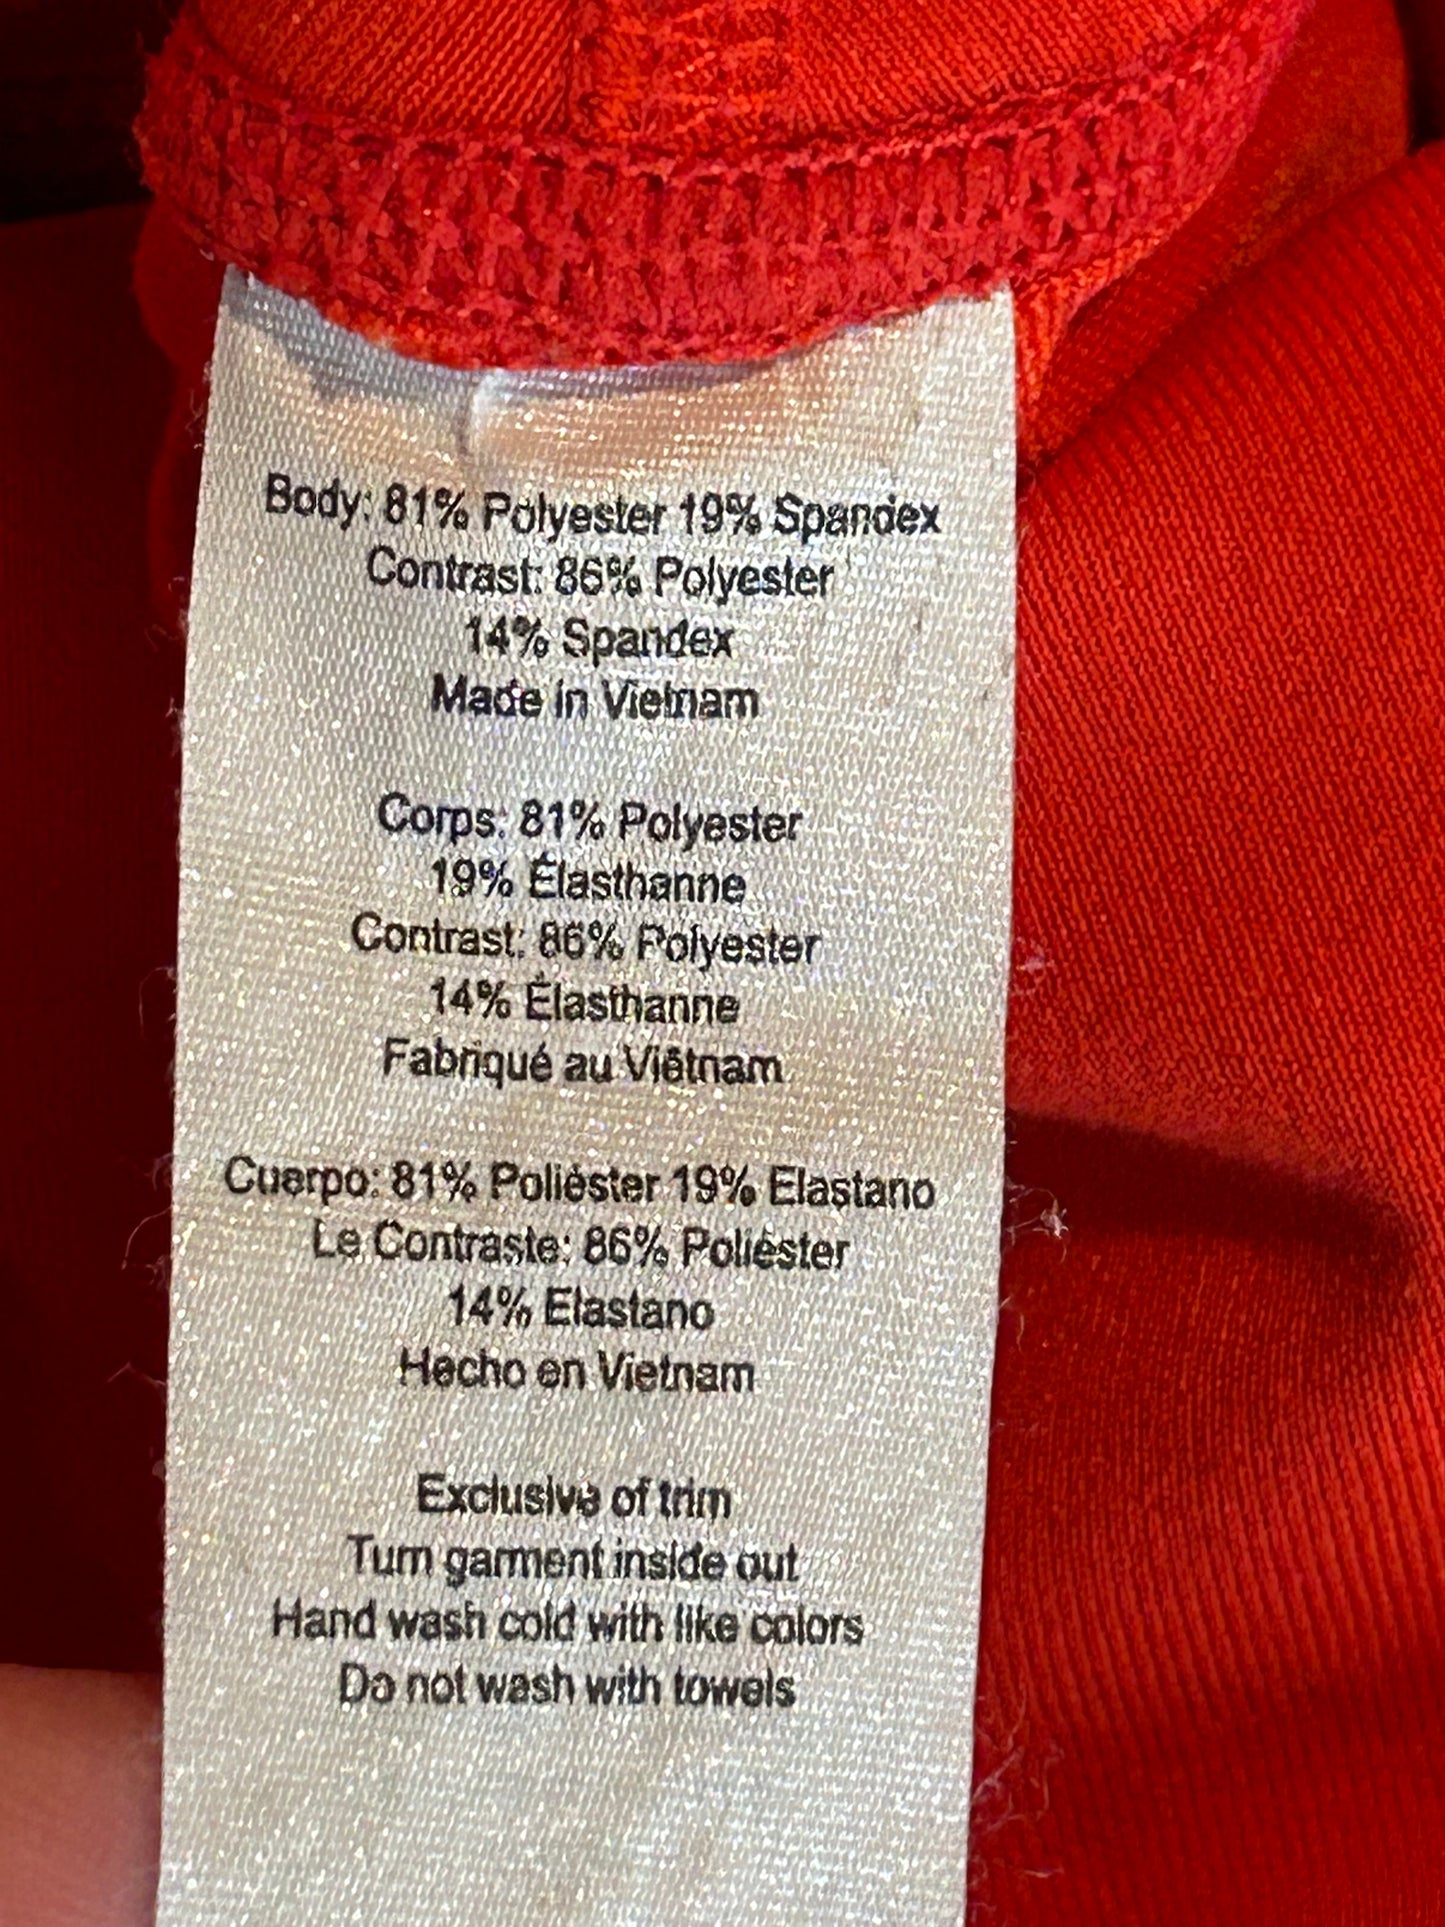 Body: 81% Polyester 19% Spandex
Contrast: 86% Polyester
14% Spandex
Made in Vietnam
Corps: 81% Polyester
19% Élasthanne
Contrast: 86% Polyester
14% Élasthanne
Fabriqué au Viêtnam
Cuerpo: 81% Poliéster 19% Elastano
Le Contraste: 86% Poliéster
14% Elastano
Hecho en Vietnam
Exclusive of trim
Turn garment inside out
Hand wash cold with like colors
Do not wash with towels